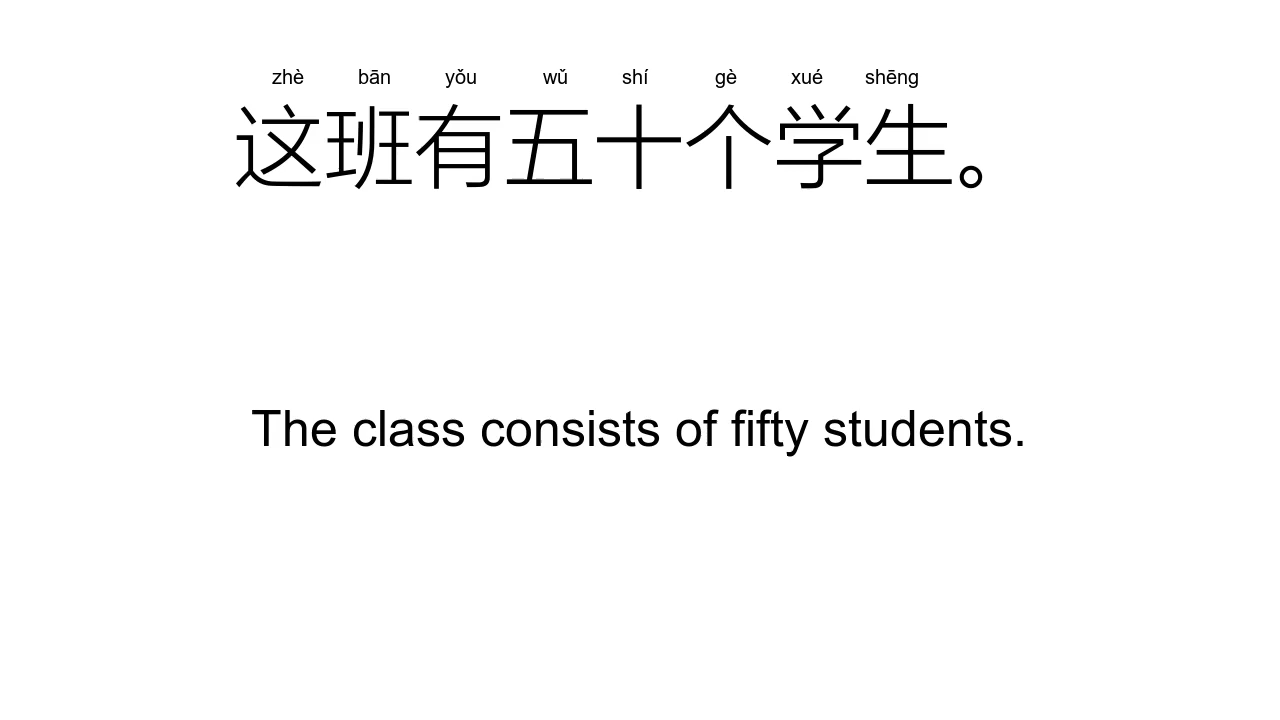 zhè bān yǒu wǔ shí gè xué shēng
这班有五十个学生。
The class consists of fifty students.